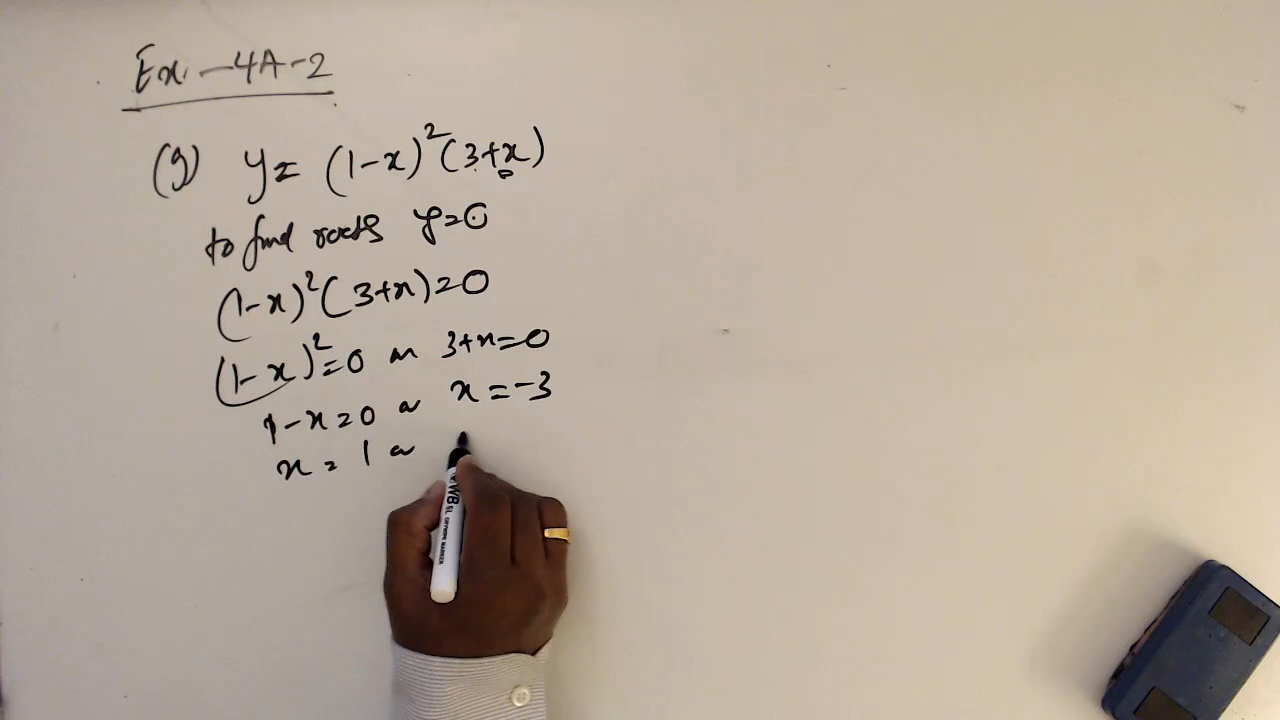 Ex. - 4A - 2
(g) y = (1-x)²(3+x)
to find roots y=0
(1-x)²(3+x)=0
(1-x)²=0 or 3+x=0
1-x=0 or x=-3
x = 1 or
WB